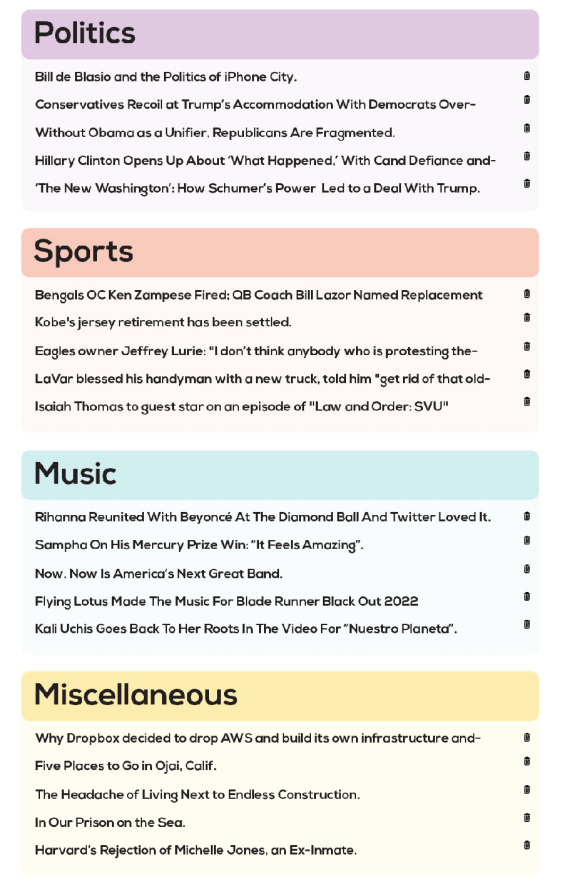 Politics
Bill de Blasio and the Politics of iPhone City.
Conservatives Recoil at Trump's Accommodation With Democrats Over-
Without Obama as a Unifier, Republicans Are Fragmented.
Hillary Clinton Opens Up About 'What Happened,' With Cand Defiance and-
'The New Washington': How Schumer's Power Led to a Deal With Trump.
Sports
Bengals OC Ken Zampese Fired; QB Coach Bill Lazor Named Replacement
Kobe's jersey retirement has been settled.
Eagles owner Jeffrey Lurie: "I don't think anybody who is protesting the-
LaVar blessed his handyman with a new truck, told him "get rid of that old-
Isaiah Thomas to guest star on an episode of "Law and Order: SVU"
Music
Rihanna Reunited With Beyoncé At The Diamond Ball And Twitter Loved It.
Sampha On His Mercury Prize Win: "It Feels Amazing".
Now, Now Is America's Next Great Band.
Flying Lotus Made The Music For Blade Runner Black Out 2022
Kali Uchis Goes Back To Her Roots In The Video For "Nuestro Planeta".
Miscellaneous
Why Dropbox decided to drop AWS and build its own infrastructure and-
Five Places to Go in Ojai, Calif.
The Headache of Living Next to Endless Construction.
In Our Prison on the Sea.
Harvard's Rejection of Michelle Jones, an Ex-Inmate.